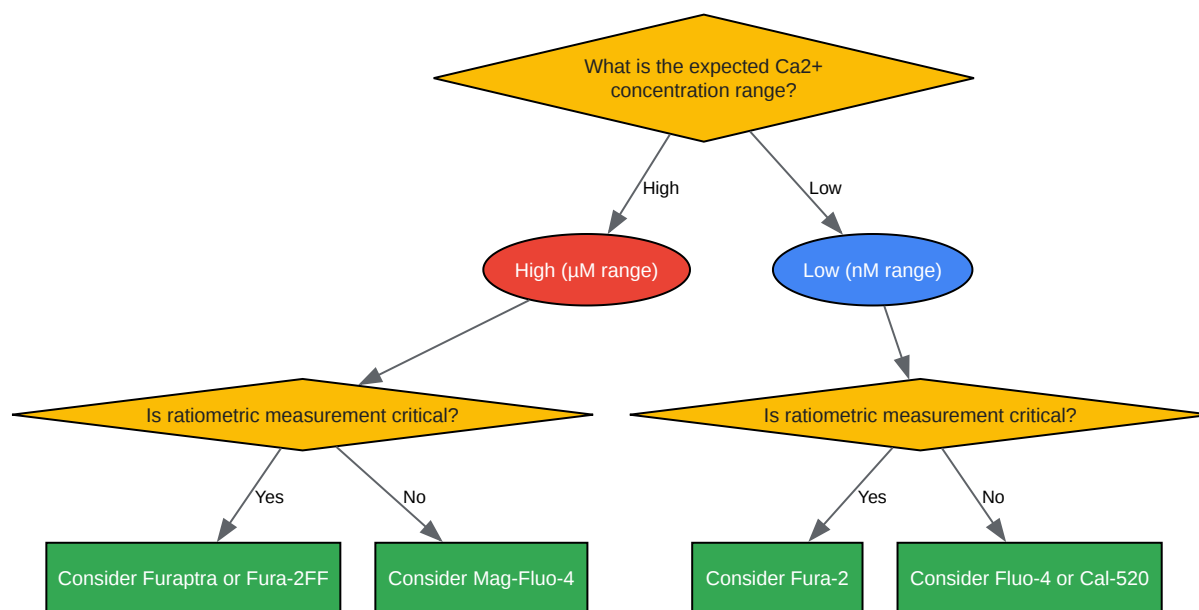 What is the expected Ca2+
concentration range?
High
Low
High (µM range)
Low (nM range)
Is ratiometric measurement critical?
Is ratiometric measurement critical?
Yes
No
Yes
No
Consider Furaptra or Fura-2FF
Consider Mag-Fluo-4
Consider Fura-2
Consider Fluo-4 or Cal-520